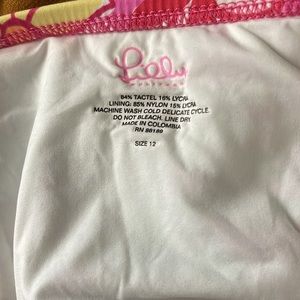 Lilly
84% TACTEL 16% LYCRA
LINING: 85% NYLON 15% LYCRA
MACHINE WASH COLD DELICATE CYCLE.
DO NOT BLEACH. LINE DRY
MADE IN COLOMBIA
RN 88189
SIZE 12